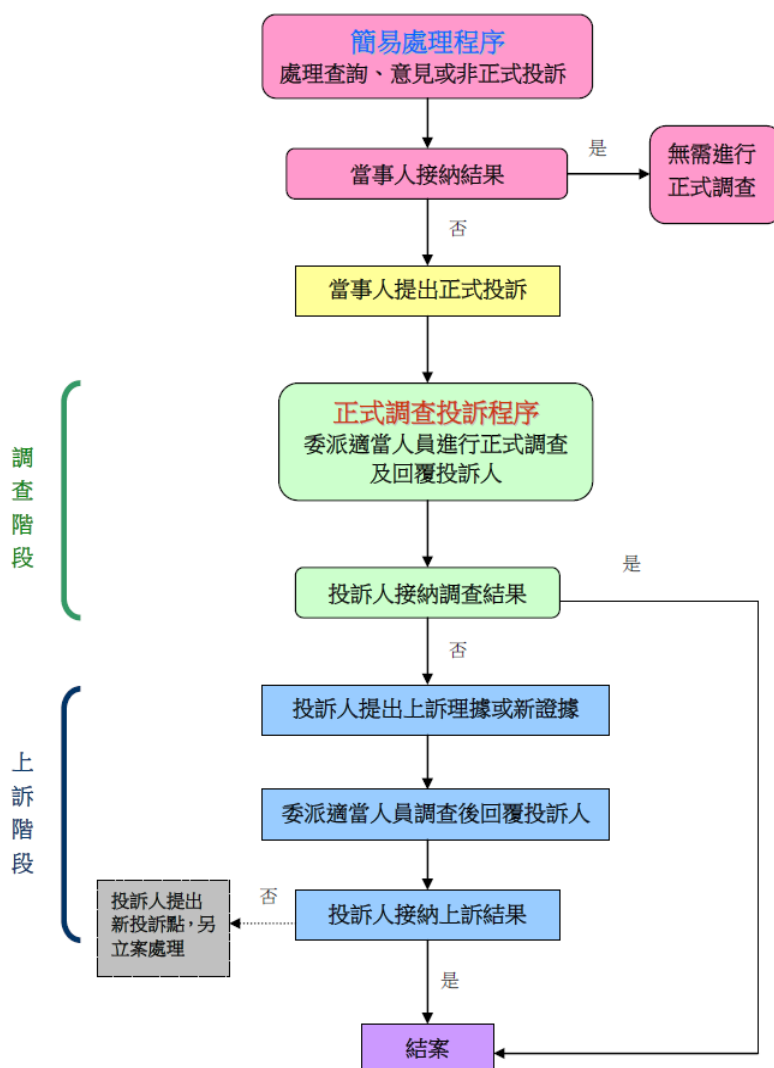 簡易處理程序
處理查詢、意見或非正式投訴
當事人接納結果
是
無需進行
正式調查
否
當事人提出正式投訴
調查階段
正式調查投訴程序
委派適當人員進行正式調查
及回覆投訴人
投訴人接納調查結果
是
否
上訴階段
投訴人提出上訴理據或新證據
委派適當人員調查後回覆投訴人
投訴人接納上訴結果
否
投訴人提出
新投訴點，另
立案處理
是
結案